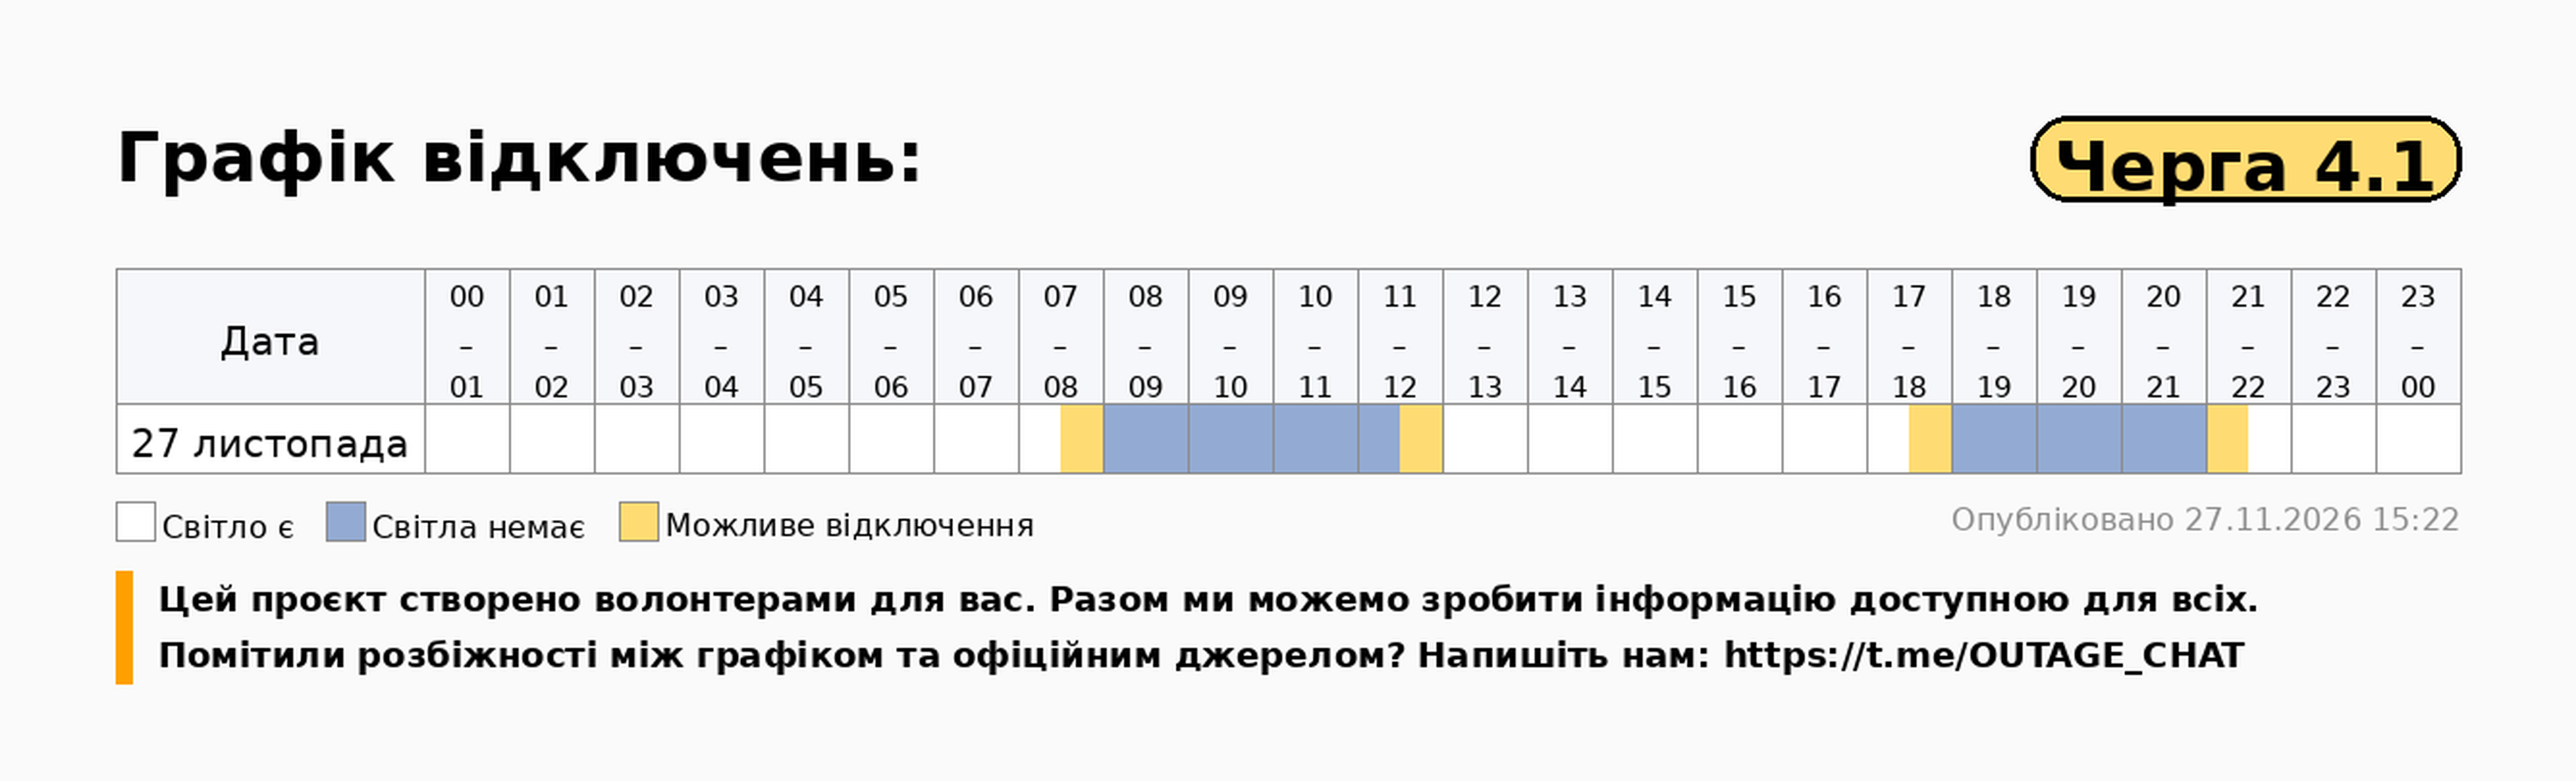 Графік відключень:
Черга 4.1
Дата
00 – 01
01 – 02
02 – 03
03 – 04
04 – 05
05 – 06
06 – 07
07 – 08
08 – 09
09 – 10
10 – 11
11 – 12
12 – 13
13 – 14
14 – 15
15 – 16
16 – 17
17 – 18
18 – 19
19 – 20
20 – 21
21 – 22
22 – 23
23 – 00
27 листопада
Світло є
Світла немає
Можливе відключення
Опубліковано 27.11.2026 15:22
Цей проєкт створено волонтерами для вас. Разом ми можемо зробити інформацію доступною для всіх.
Помітили розбіжності між графіком та офіційним джерелом? Напишіть нам: https://t.me/OUTAGE_CHAT